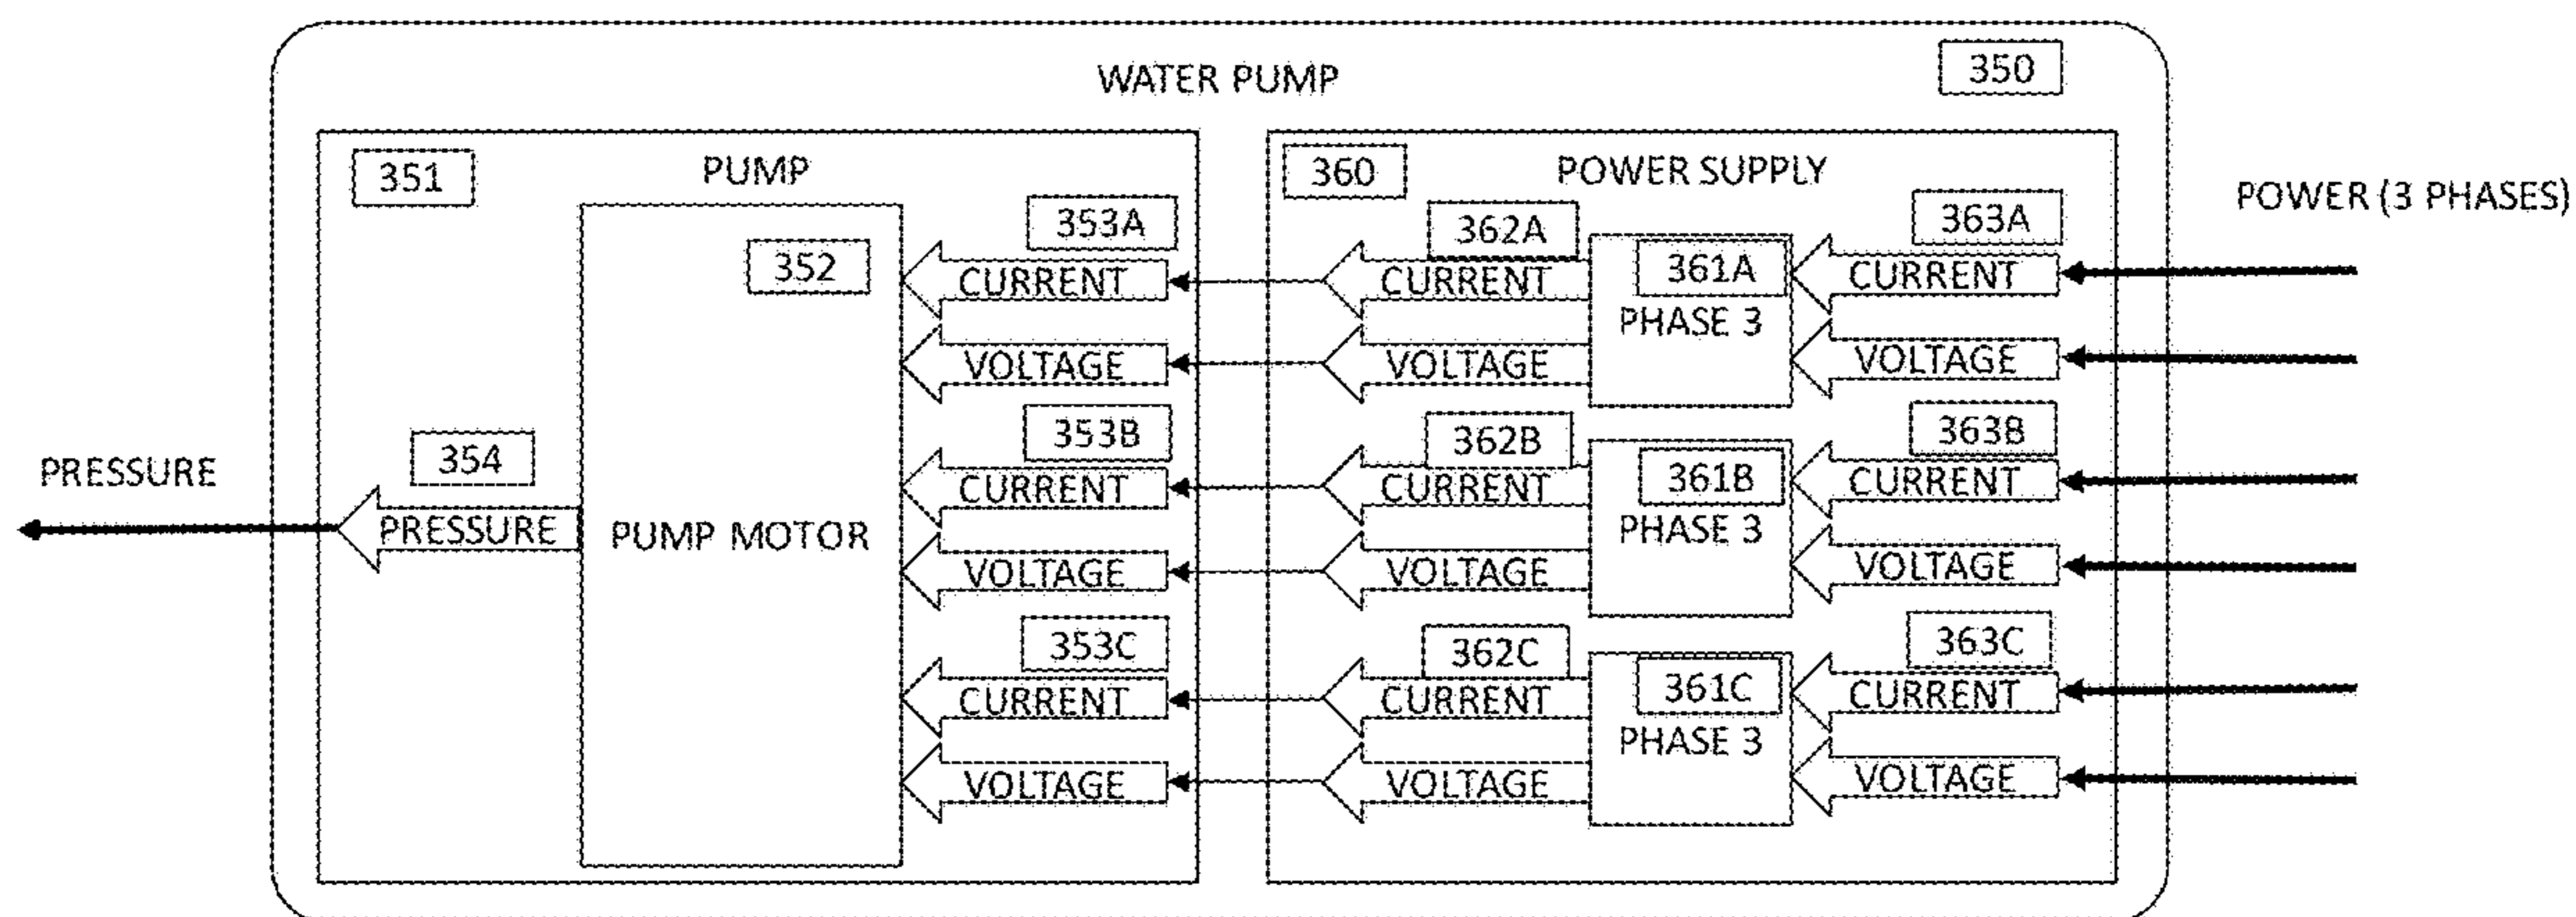 WATER PUMP
350
351
PUMP
360
POWER SUPPLY
POWER (3 PHASES)
352
353A
CURRENT
VOLTAGE
362A
CURRENT
VOLTAGE
361A
PHASE 3
363A
CURRENT
VOLTAGE
PRESSURE
354
PRESSURE
PUMP MOTOR
353B
CURRENT
VOLTAGE
362B
CURRENT
VOLTAGE
361B
PHASE 3
363B
CURRENT
VOLTAGE
353C
CURRENT
VOLTAGE
362C
CURRENT
VOLTAGE
361C
PHASE 3
363C
CURRENT
VOLTAGE